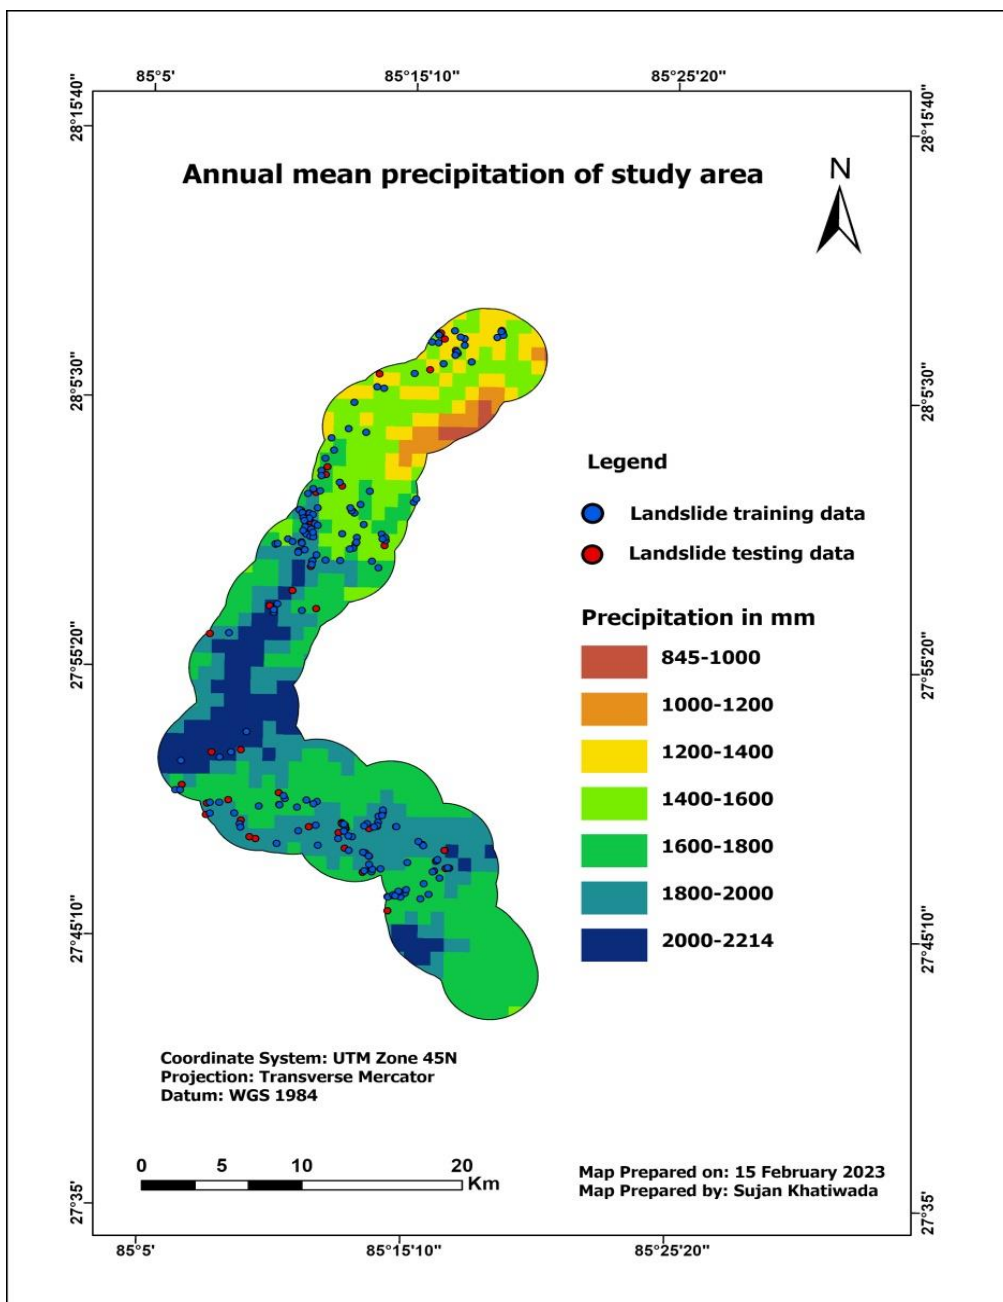 85°5' 85°15'10" 85°25'20"
28°15'40" 28°15'40"
Annual mean precipitation of study area
N
28°5'30" 28°5'30"
Legend
Landslide training data
Landslide testing data
Precipitation in mm
845-1000
27°55'20" 27°55'20"
1000-1200
1200-1400
1400-1600
1600-1800
1800-2000
2000-2214
27°45'10" 27°45'10"
Coordinate System: UTM Zone 45N
Projection: Transverse Mercator
Datum: WGS 1984
0 5 10 20
Km
Map Prepared on: 15 February 2023
Map Prepared by: Sujan Khatiwada
27°35' 27°35'
85°5' 85°15'10" 85°25'20"